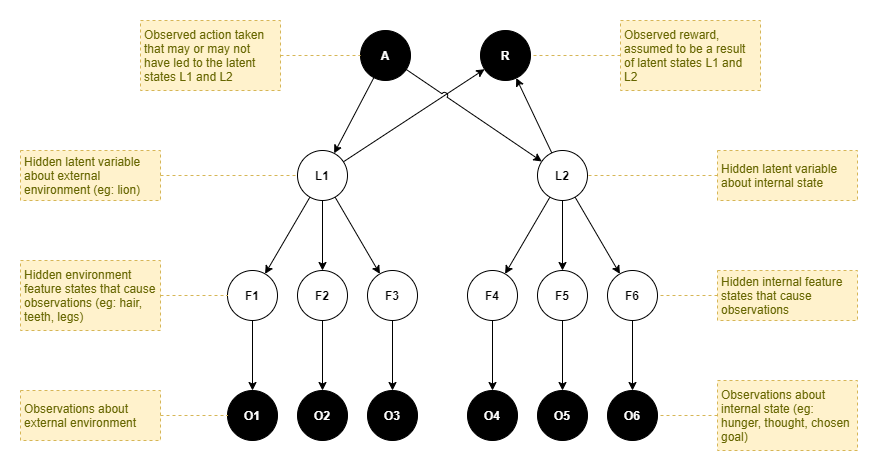 Observed action taken
that may or may not
have led to the latent
states L1 and L2
A
R
Observed reward,
assumed to be a result
of latent states L1 and
L2
Hidden latent variable
about external
environment (eg: lion)
L1
L2
Hidden latent variable
about internal state
Hidden environment
feature states that cause
observations (eg: hair,
teeth, legs)
F1
F2
F3
F4
F5
F6
Hidden internal feature
states that cause
observations
Observations about
external environment
O1
O2
O3
O4
O5
O6
Observations about
internal state (eg:
hunger, thought, chosen
goal)